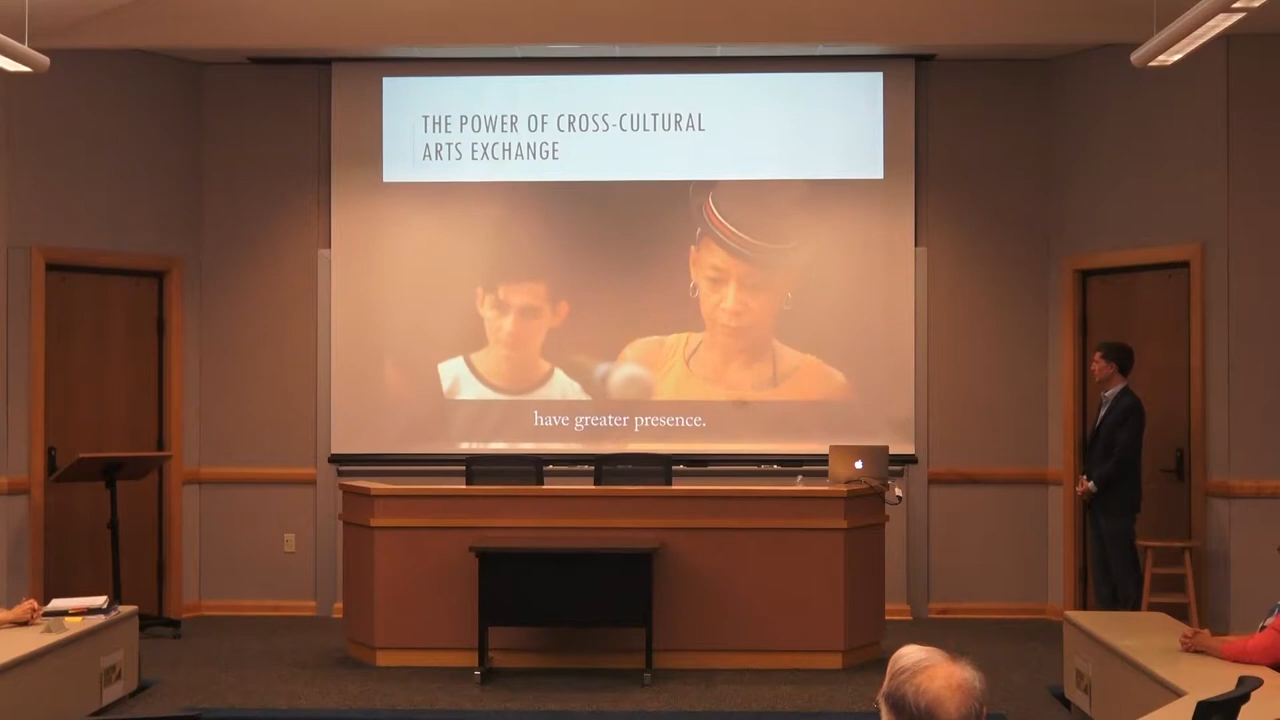 THE POWER OF CROSS-CULTURAL
ARTS EXCHANGE
have greater presence.